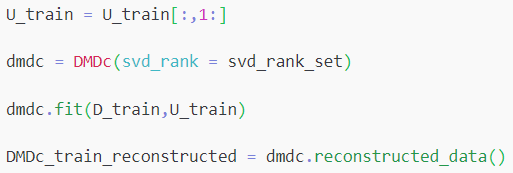 U_train = U_train[:,1:]
dmdc = DMDc(svd_rank = svd_rank_set)
dmdc.fit(D_train,U_train)
DMDc_train_reconstructed = dmdc.reconstructed_data()